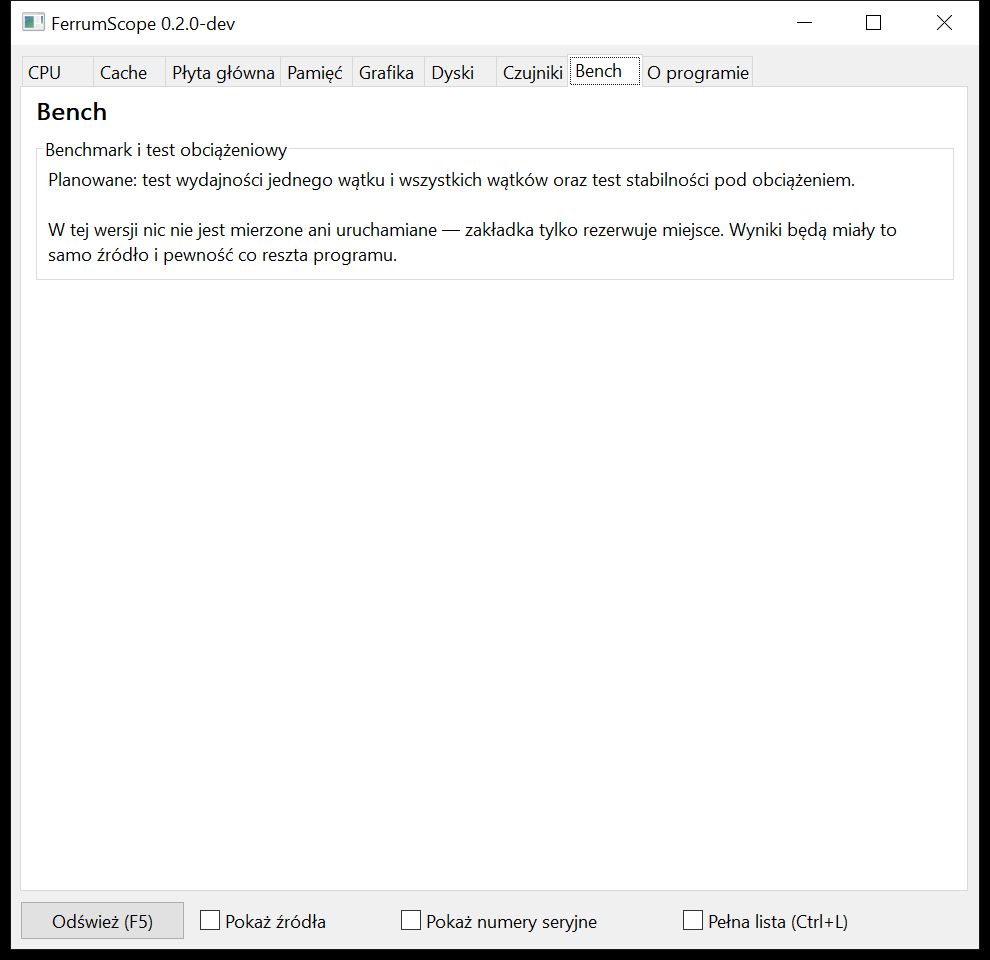 FerrumScope 0.2.0-dev
CPU Cache Płyta główna Pamięć Grafika Dyski Czujniki Bench O programie
Bench
Benchmark i test obciążeniowy
Planowane: test wydajności jednego wątku i wszystkich wątków oraz test stabilności pod obciążeniem.
W tej wersji nic nie jest mierzone ani uruchamiane — zakładka tylko rezerwuje miejsce. Wyniki będą miały to
samo źródło i pewność co reszta programu.
Odśwież (F5) Pokaż źródła Pokaż numery seryjne Pełna lista (Ctrl+L)